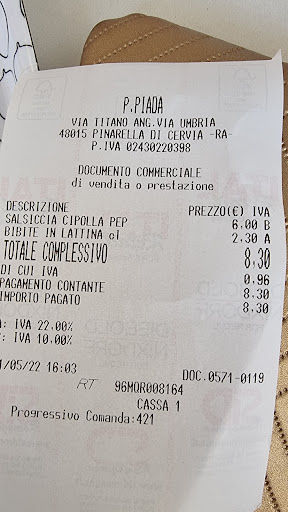 P.PIADA
VIA TITANO ANG.VIA UMBRIA
48015 PINARELLA DI CERVIA -RA-
P.IVA 02430220398
DOCUMENTO COMMERCIALE
di vendita o prestazione
DESCRIZIONE PREZZO(€) IVA
SALSICCIA CIPOLLA PEP 6,00 B
BIBITE IN LATTINA cl 2,30 A
TOTALE COMPLESSIVO 8,30
DI CUI IVA 0,96
PAGAMENTO CONTANTE 8,30
IMPORTO PAGATO 8,30
: IVA 22,00%
: IVA 10,00%
1/05/22 16:03 DOC.0571-0119
RT 96MQR008164
CASSA 1
Progressivo Comanda:421